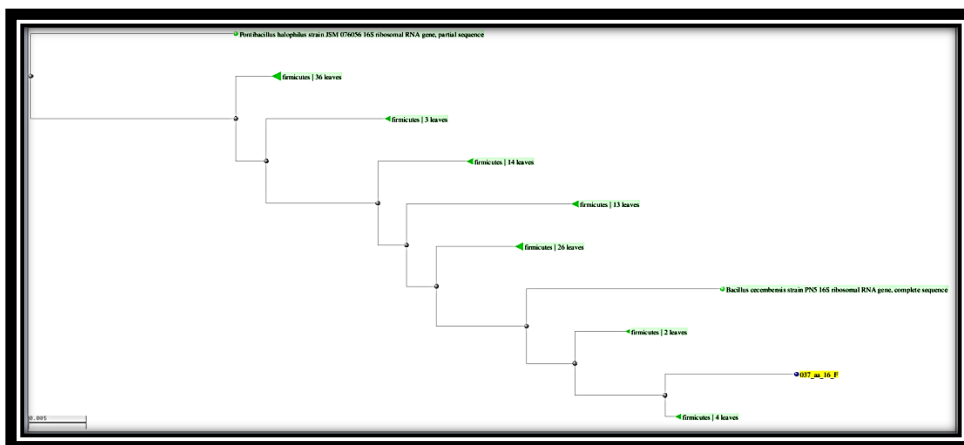 Pontibacillus halophilus strain JSM 076056 16S ribosomal RNA gene, partial sequence
firmicutes | 36 leaves
firmicutes | 3 leaves
firmicutes | 14 leaves
firmicutes | 13 leaves
firmicutes | 26 leaves
Bacillus cecembensis strain PN5 16S ribosomal RNA gene, complete sequence
firmicutes | 2 leaves
037_aa_16_F
firmicutes | 4 leaves
0.005